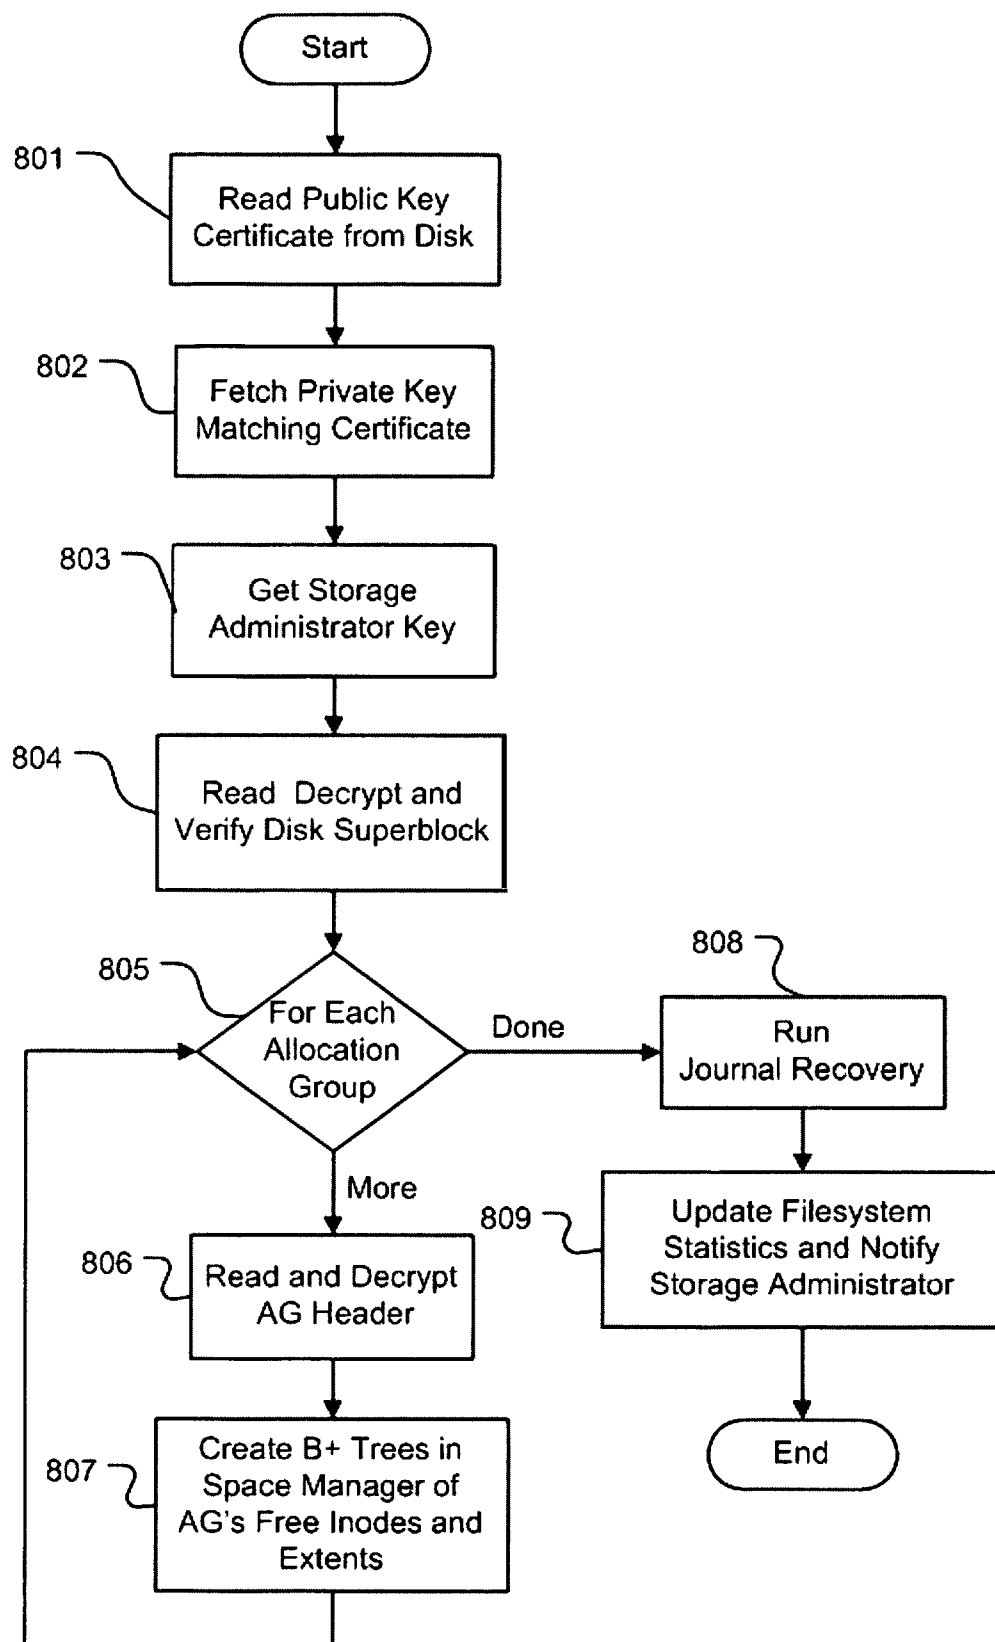 Start
801
Read Public Key
Certificate from Disk
802
Fetch Private Key
Matching Certificate
803
Get Storage
Administrator Key
804
Read Decrypt and
Verify Disk Superblock
805
For Each
Allocation
Group
Done
808
Run
Journal Recovery
More
806
Read and Decrypt
AG Header
809
Update Filesystem
Statistics and Notify
Storage Administrator
807
Create B+ Trees in
Space Manager of
AG's Free Inodes and
Extents
End